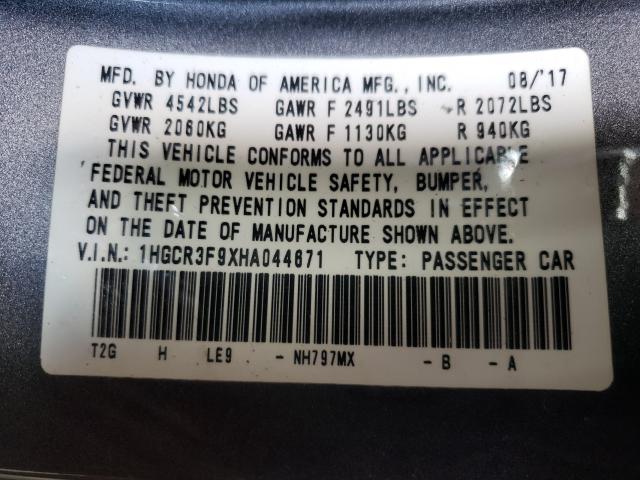 MFD. BY HONDA OF AMERICA MFG., INC. 08/'17
GVWR 4542LBS GAWR F 2491LBS R 2072LBS
GVWR 2060KG GAWR F 1130KG R 940KG
THIS VEHICLE CONFORMS TO ALL APPLICABLE
FEDERAL MOTOR VEHICLE SAFETY, BUMPER,
AND THEFT PREVENTION STANDARDS IN EFFECT
ON THE DATE OF MANUFACTURE SHOWN ABOVE.
V.I.N.: 1HGCR3F9XHA044671 TYPE: PASSENGER CAR
T2G H LE9 - NH797MX - B - A